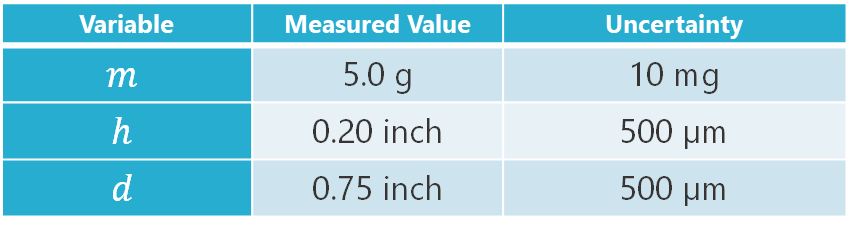 Variable Measured Value Uncertainty
m 5.0 g 10 mg
h 0.20 inch 500 μm
d 0.75 inch 500 μm